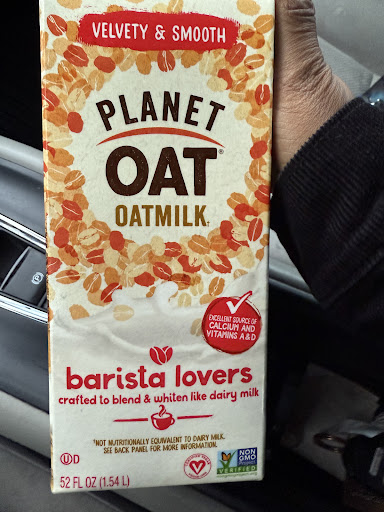 VELVETY & SMOOTH
PLANET
OAT®
OATMILK
EXCELLENT SOURCE OF
CALCIUM AND
VITAMINS A & D
barista lovers
crafted to blend & whiten like dairy milk
*NOT NUTRITIONALLY EQUIVALENT TO DAIRY MILK.
SEE BACK PANEL FOR MORE INFORMATION.
U D
NON
GMO
VERIFIED
52 FL OZ (1.54 L)